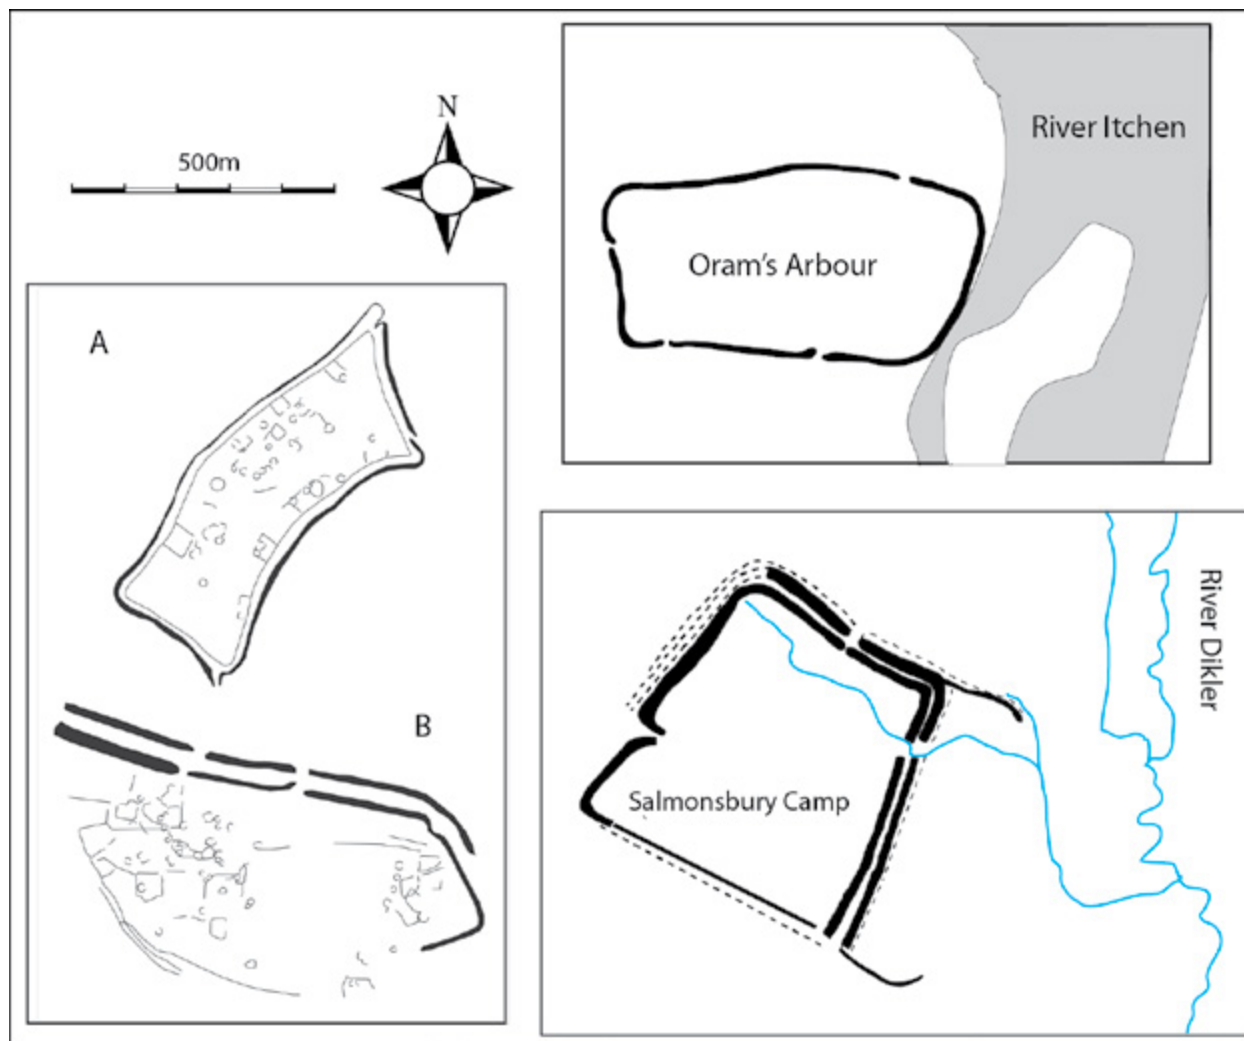 N
500m
River Itchen
Oram's Arbour
A
B
River Dikler
Salmonsbury Camp